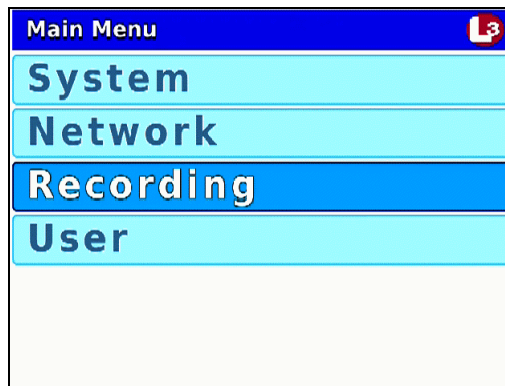 Main Menu
L3
System
Network
Recording
User